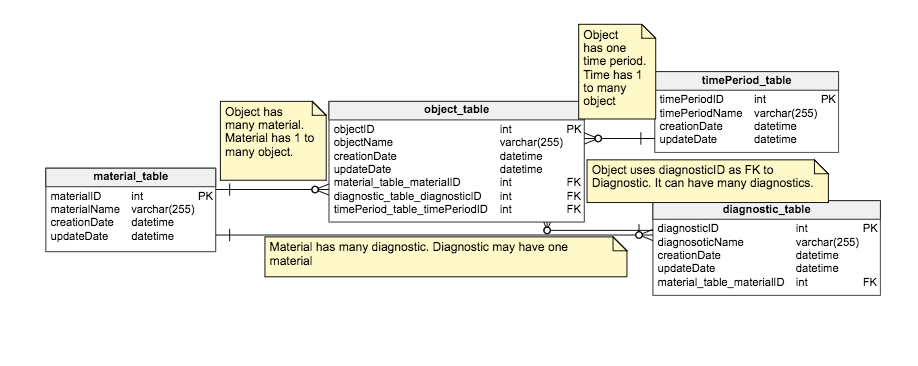 Object
has one
time period.
Time has 1
to many
object
timePeriod_table
timePeriodID int PK
timePeriodName varchar(255)
creationDate datetime
updateDate datetime
Object has
many material.
Material has 1 to
many object.
object_table
objectID int PK
objectName varchar(255)
creationDate datetime
updateDate datetime
material_table_materialID int FK
diagnostic_table_diagnosticID int FK
timePeriod_table_timePeriodID int FK
Object uses diagnosticID as FK to
Diagnostic. It can have many diagnostics.
material_table
materialID int PK
materialName varchar(255)
creationDate datetime
updateDate datetime
diagnostic_table
diagnosticID int PK
diagnosoticName varchar(255)
creationDate datetime
updateDate datetime
material_table_materialID int FK
Material has many diagnostic. Diagnostic may have one
material